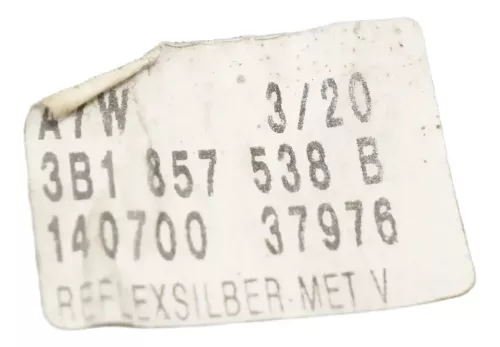 A7W 3/20
3B1 857 538 B
140700 37976
REFLEXSILBER-MET V